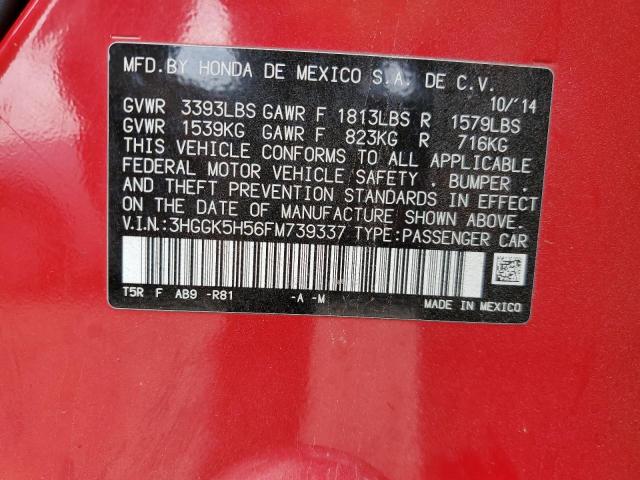 MFD.BY HONDA DE MEXICO S.A. DE C.V.
10/'14
GVWR 3393LBS GAWR F 1813LBS R 1579LBS
GVWR 1539KG GAWR F 823KG R 716KG
THIS VEHICLE CONFORMS TO ALL APPLICABLE
FEDERAL MOTOR VEHICLE SAFETY . BUMPER .
AND THEFT PREVENTION STANDARDS IN EFFECT
ON THE DATE OF MANUFACTURE SHOWN ABOVE.
V.I.N.:3HGGK5H56FM739337 TYPE:PASSENGER CAR
T5R F AB9 -R81 -A -M
MADE IN MEXICO